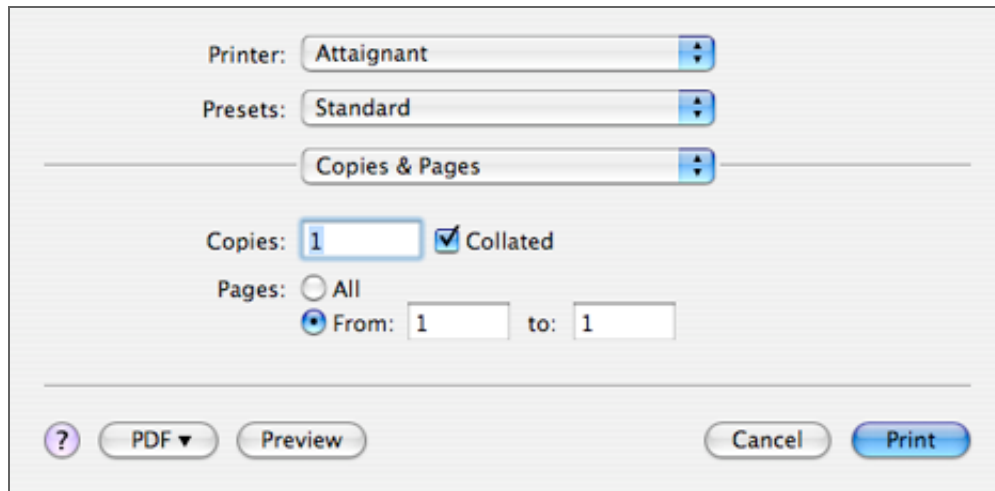 Printer: Attaignant
Presets: Standard
Copies & Pages
Copies: 1 Collated
Pages: All
From: 1 to: 1
? PDF ▼ Preview Cancel Print